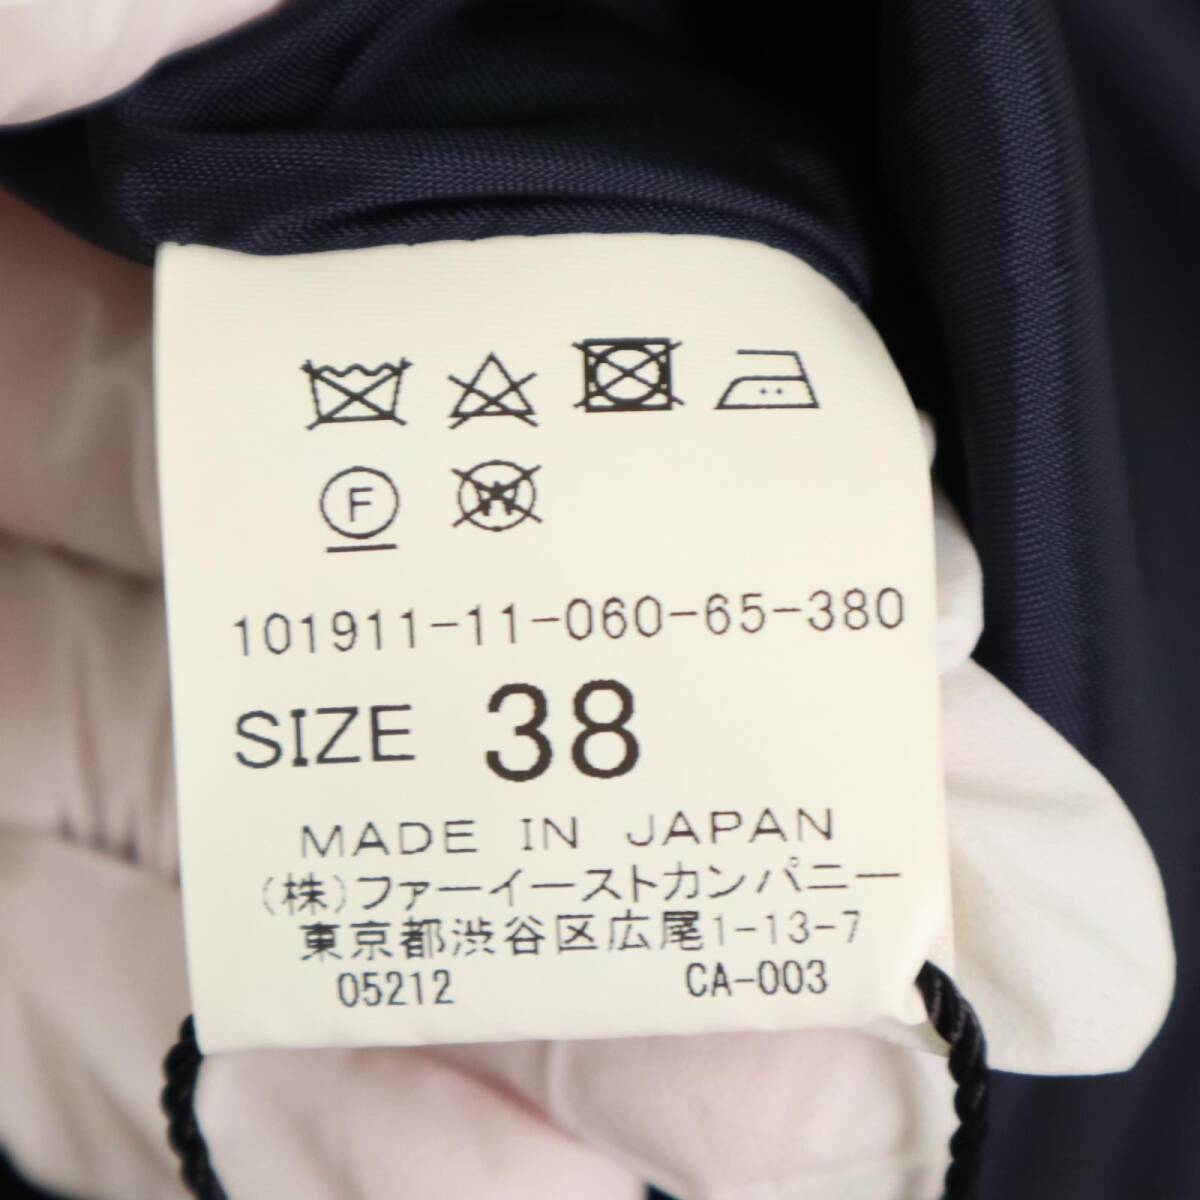 F W
101911-11-060-65-380
SIZE 38
MADE IN JAPAN
(株)ファーイーストカンパニー
東京都渋谷区広尾1-13-7
05212 CA-003